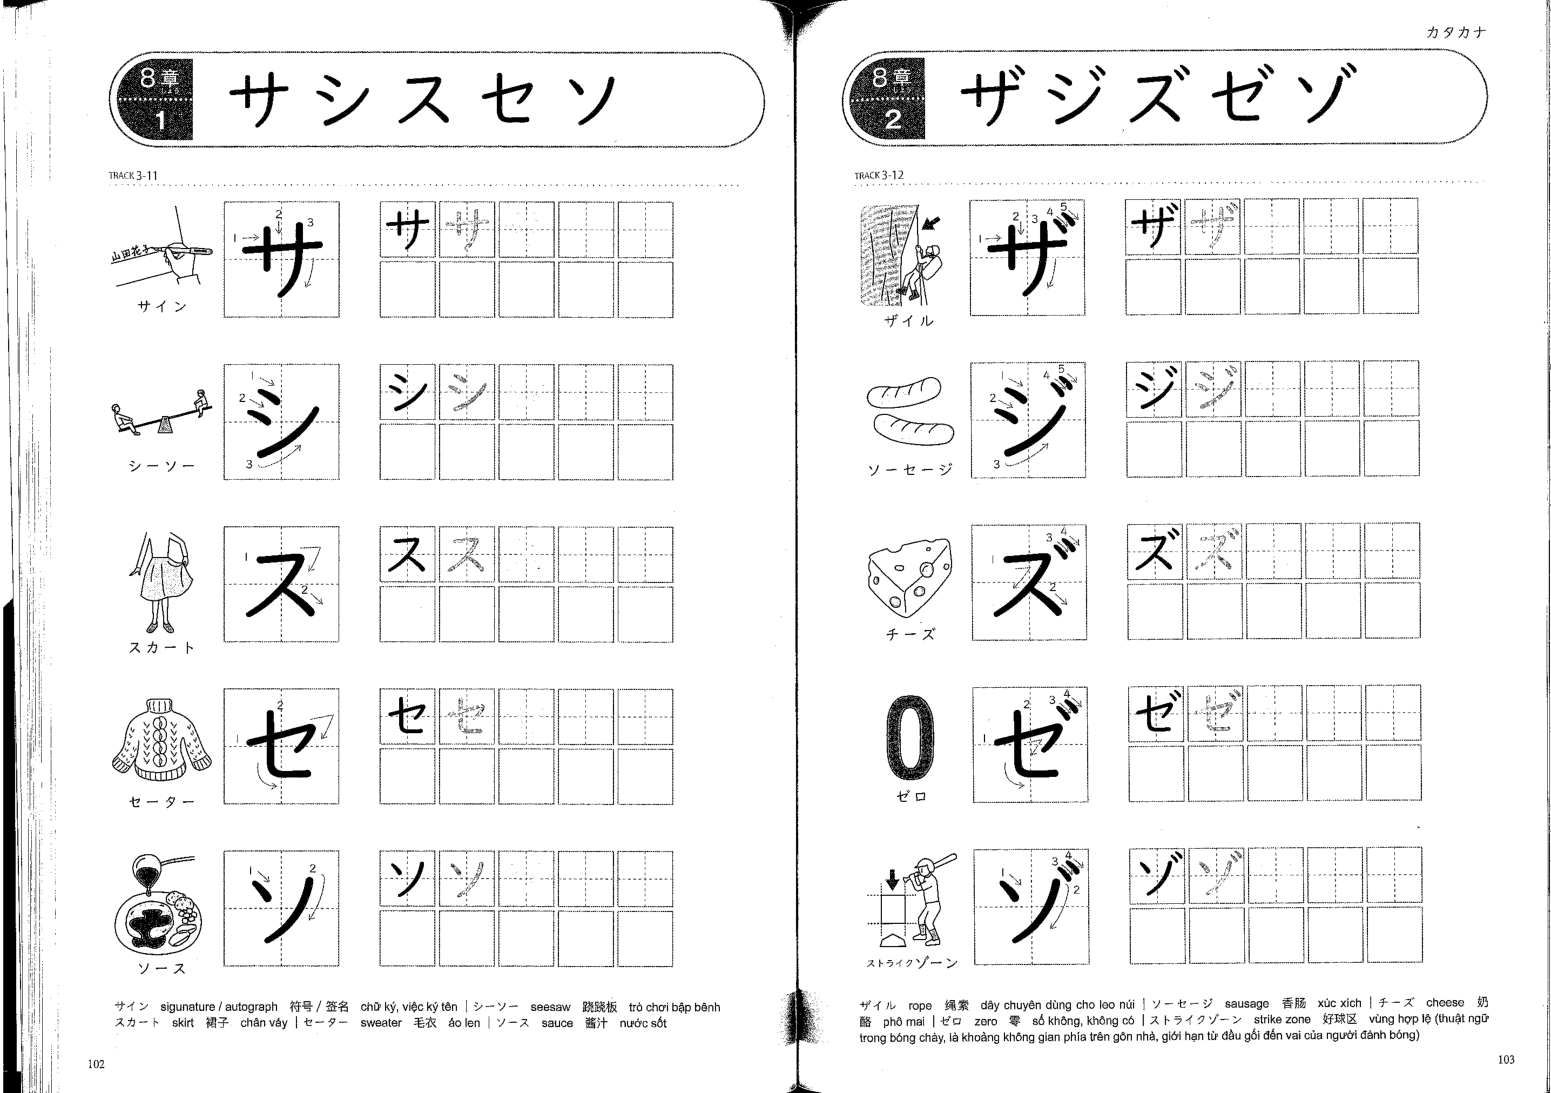 8章
1
サシスセソ
TRACK 3-11
山田花子
サイン
1 2 3
サ
サ サ
シーソー
1 2 3
シ
シ シ
スカート
1 2
ス
ス ス
セーター
1 2
セ
セ セ
ソース
1 2
ソ
ソ ソ
サイン sigunature / autograph 符号 / 签名 chữ ký, việc ký tên | シーソー seesaw 跷跷板 trò chơi bập bênh
スカート skirt 裙子 chân váy | セーター sweater 毛衣 áo len | ソース sauce 酱汁 nước sốt
102
カタカナ
8章
2
ザジズゼゾ
TRACK 3-12
ザイル
1 2 3 4 5
ザ
ザ ザ
ソーセージ
1 2 3 4 5
ジ
ジ ジ
チーズ
1 2 3 4
ズ
ズ ズ
0
ゼロ
1 2 3 4
ゼ
ゼ ゼ
ストライクゾーン
1 2 3 4
ゾ
ゾ ゾ
ザイル rope 绳索 dây chuyên dùng cho leo núi | ソーセージ sausage 香肠 xúc xích | チーズ cheese 奶
酪 phô mai | ゼロ zero 零 số không, không có | ストライクゾーン strike zone 好球区 vùng hợp lệ (thuật ngữ
trong bóng chày, là khoảng không gian phía trên gôn nhà, giới hạn từ đầu gối đến vai của người đánh bóng)
103